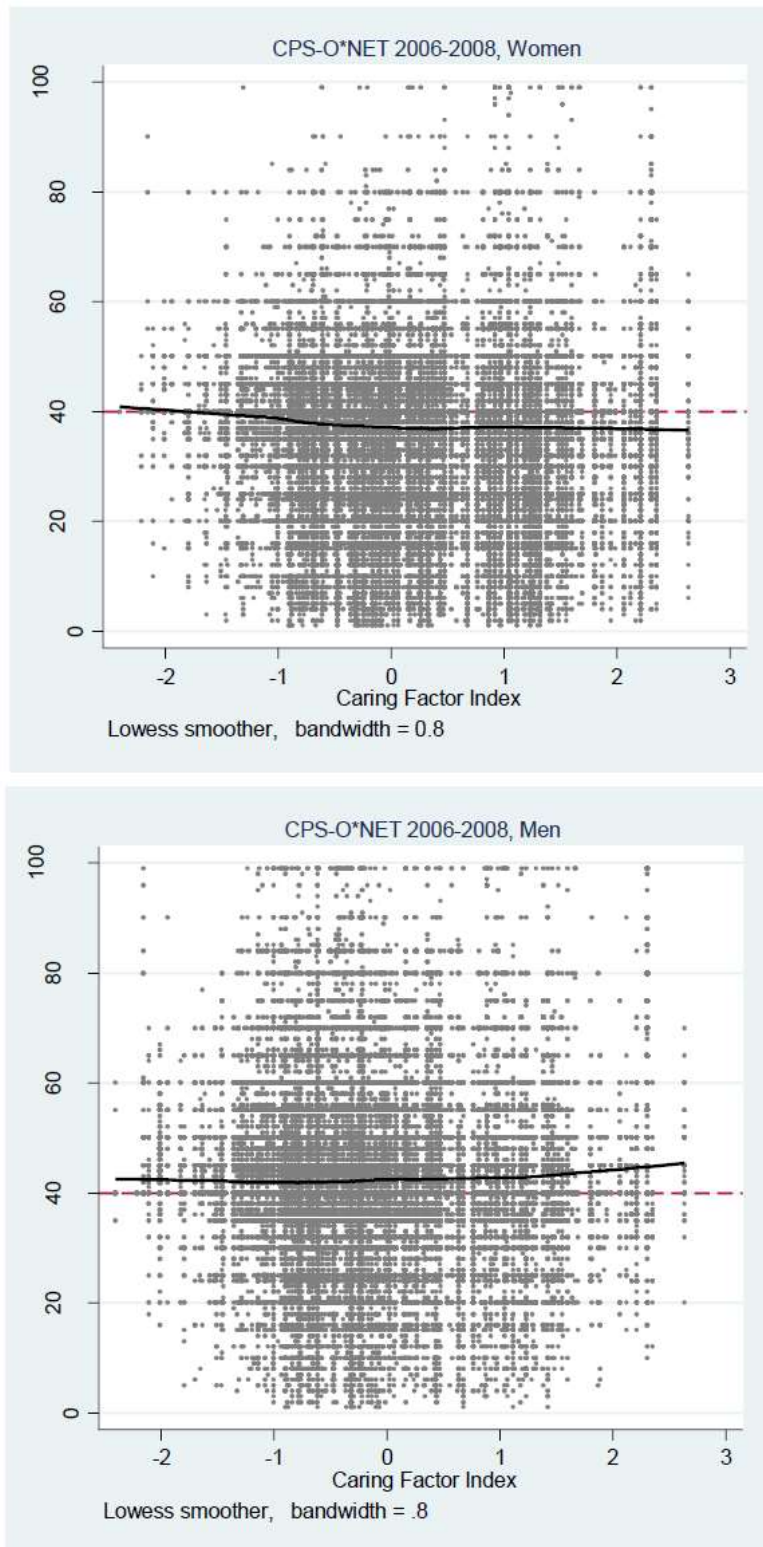 CPS-O*NET 2006-2008, Women
100
80
60
40
20
0
-2 -1 0 1 2 3
Caring Factor Index
Lowess smoother, bandwidth = 0.8
CPS-O*NET 2006-2008, Men
100
80
60
40
20
0
-2 -1 0 1 2 3
Caring Factor Index
Lowess smoother, bandwidth = .8